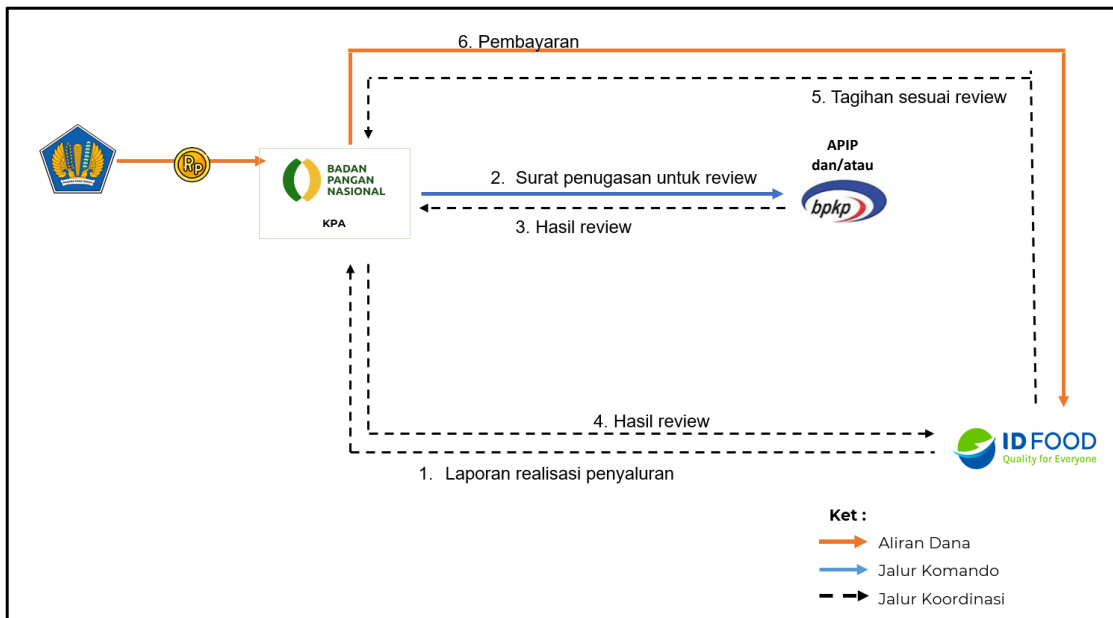 6. Pembayaran
5. Tagihan sesuai review
RP
BADAN
PANGAN
NASIONAL
KPA
2. Surat penugasan untuk review
3. Hasil review
APIP
dan/atau
bpkp
4. Hasil review
1. Laporan realisasi penyaluran
ID FOOD
Quality for Everyone
Ket :
Aliran Dana
Jalur Komando
Jalur Koordinasi